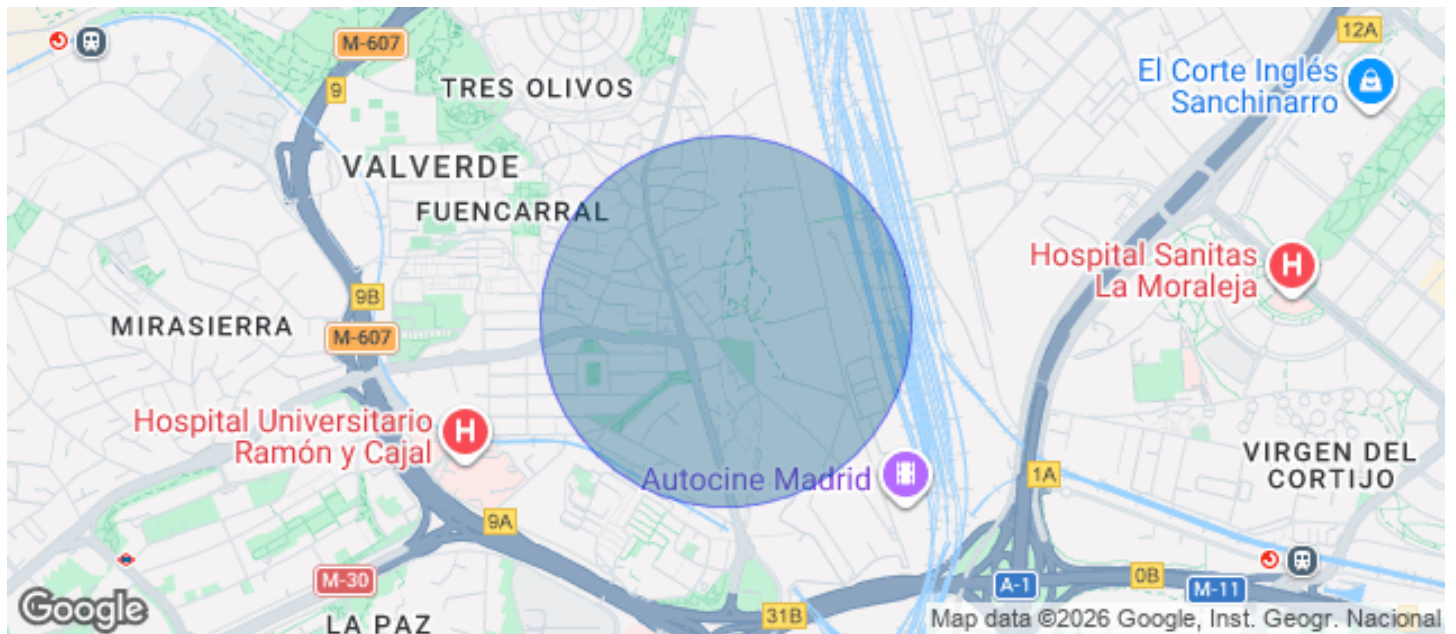 12A
M-607
El Corte Inglés
Sanchinarro
9
TRES OLIVOS
VALVERDE
FUENCARRAL
Hospital Sanitas
La Moraleja
9B
MIRASIERRA
M-607
Hospital Universitario
Ramón y Cajal
VIRGEN DEL
CORTIJO
Autocine Madrid
1A
9A
M-30
A-1
0B
M-11
31B
Google
LA PAZ
Map data ©2026 Google, Inst. Geogr. Nacional